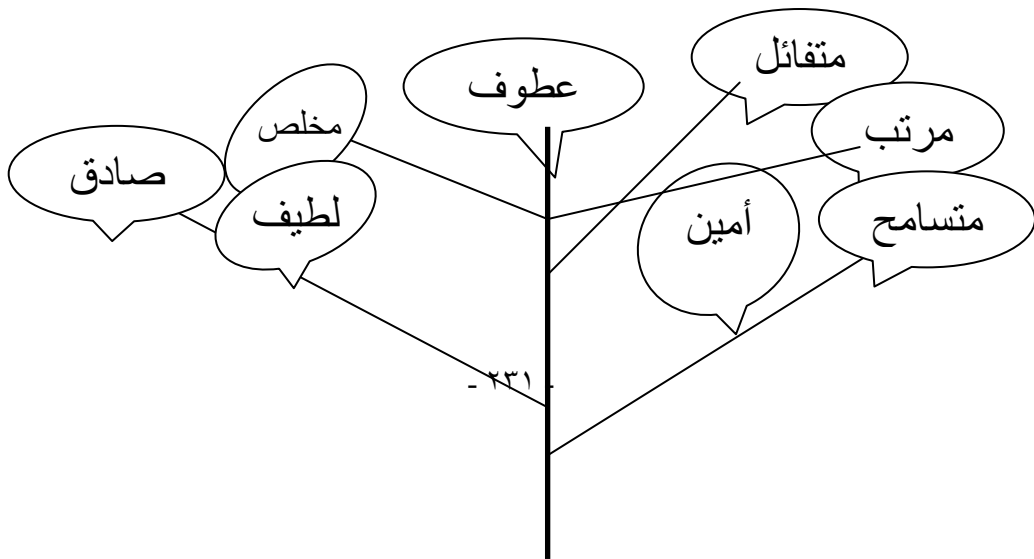 متفائل
عطوف
مرتب
مخلص
صادق
لطيف
أمين
متسامح
- ٢٣١ -